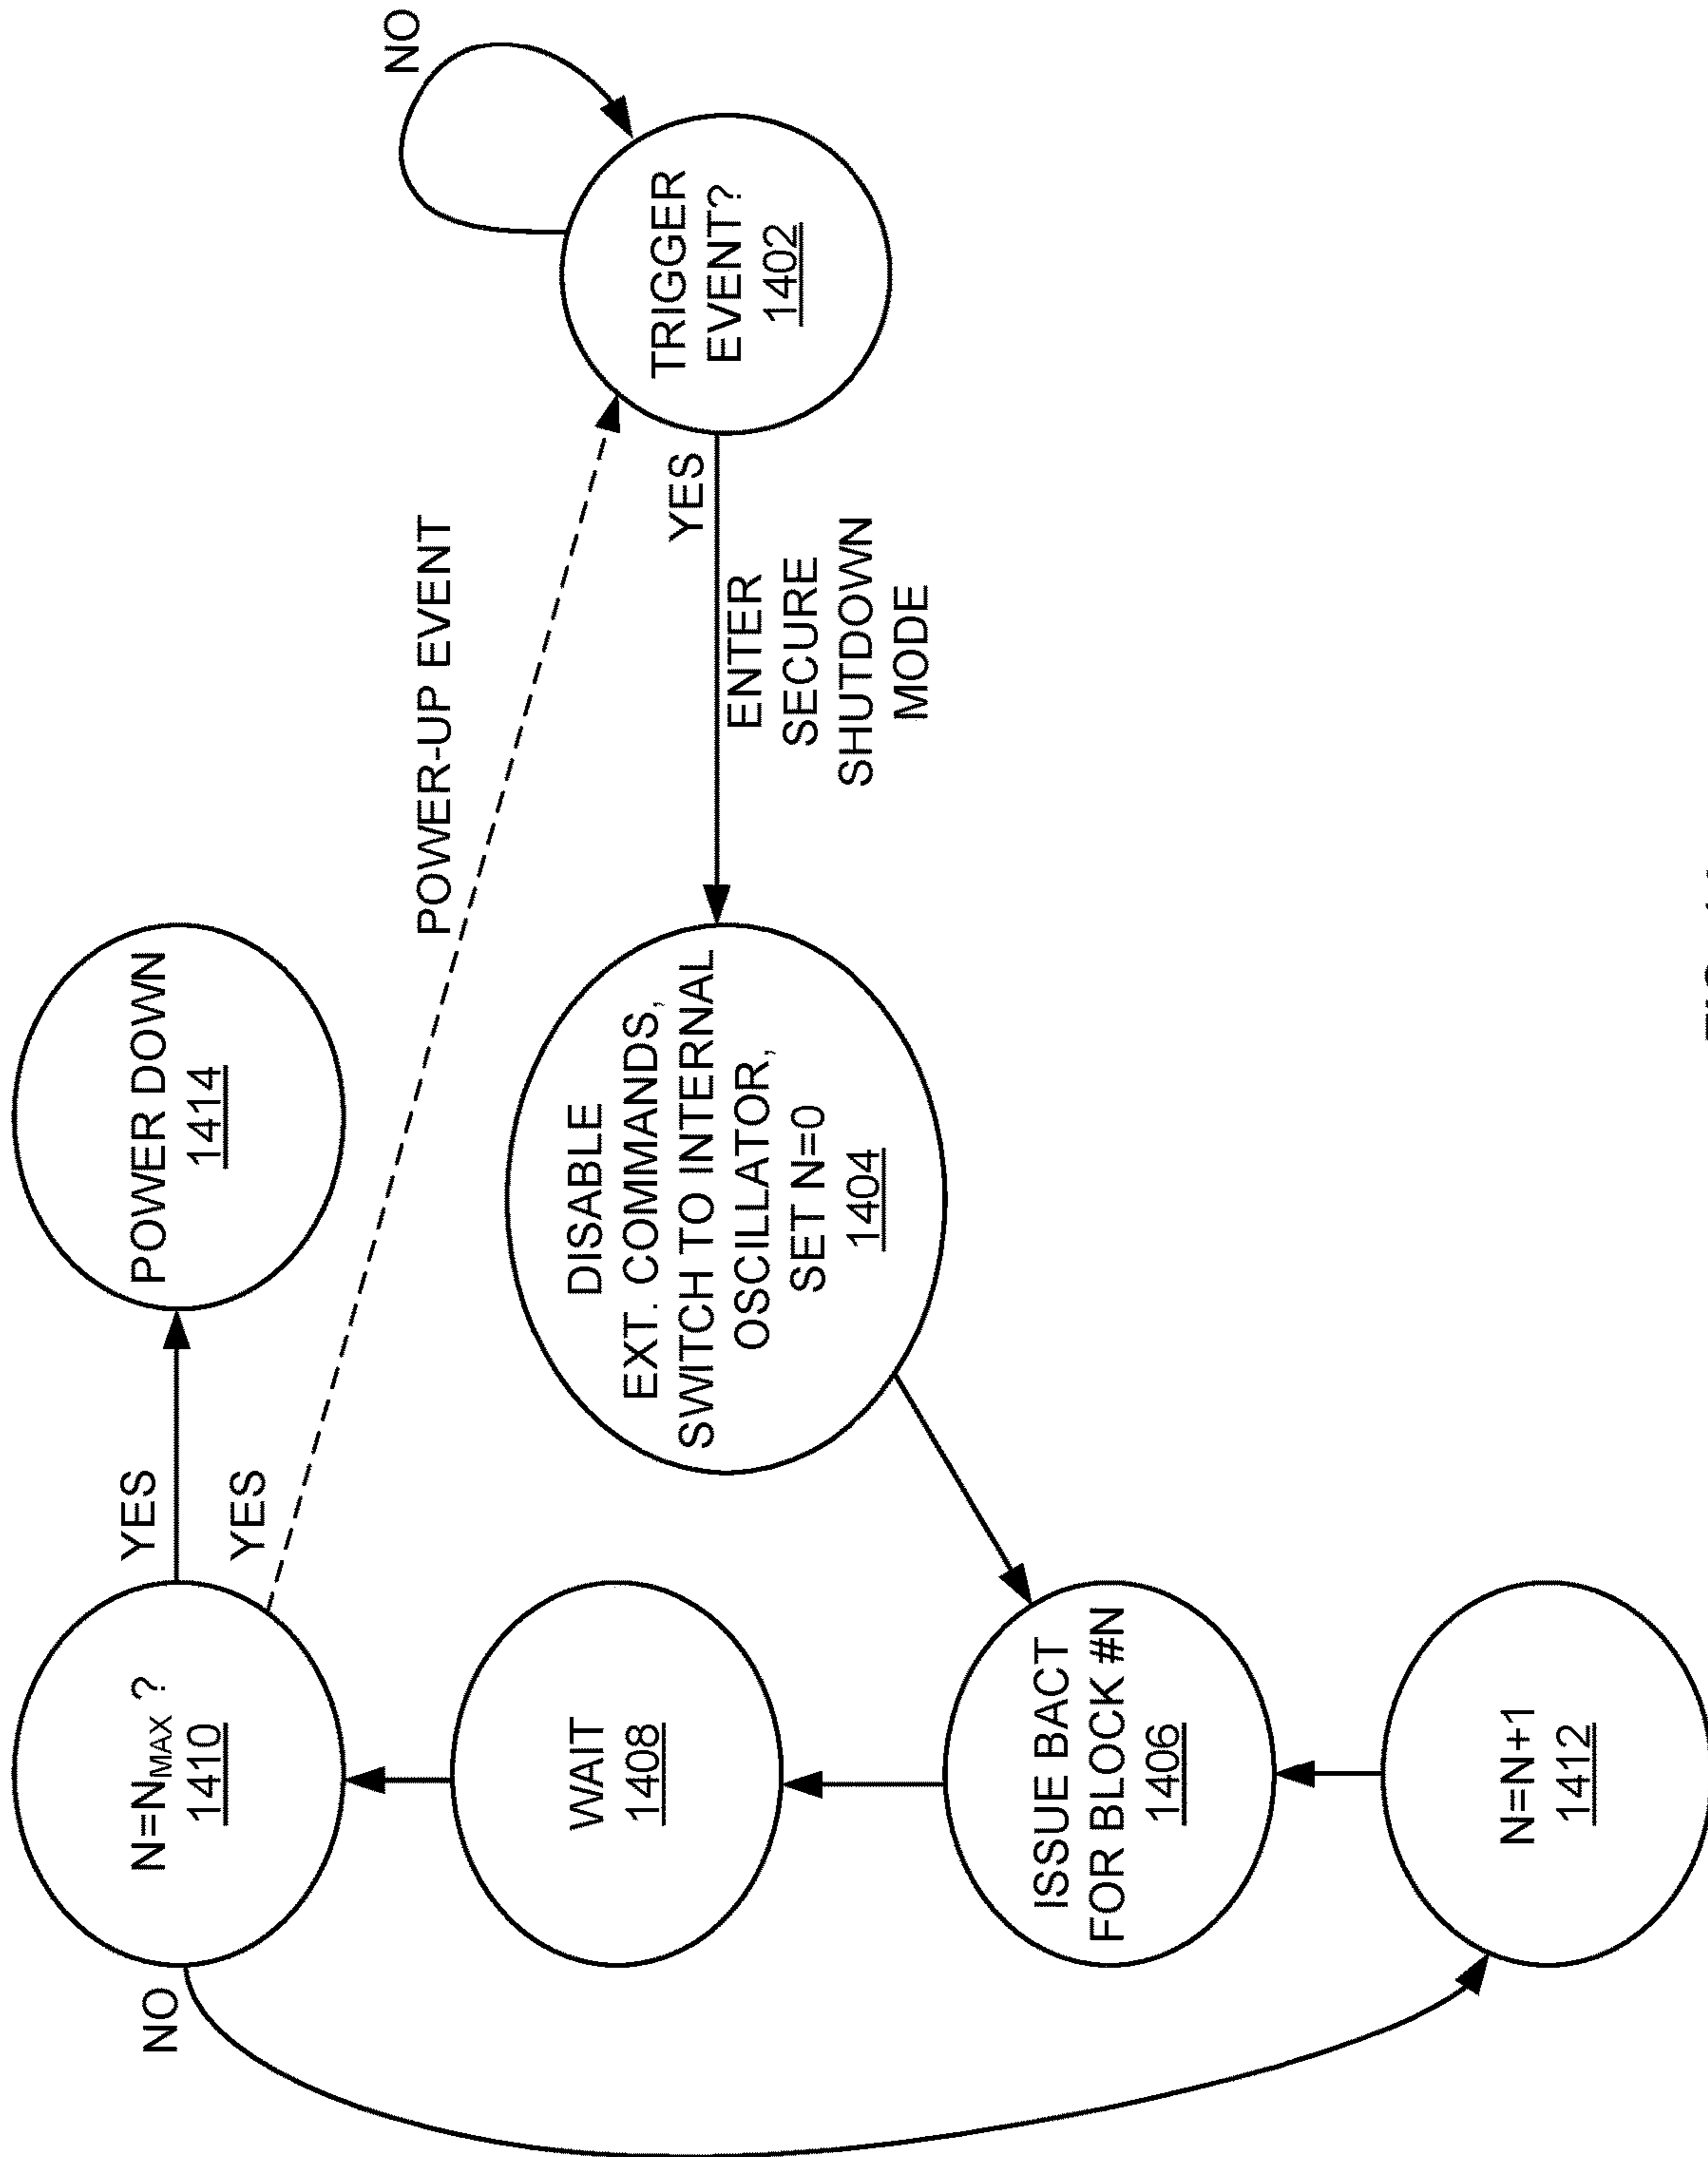 NO
TRIGGER
EVENT?
1402
POWER-UP EVENT
YES
ENTER
SECURE
SHUTDOWN
MODE
POWER DOWN
1414
DISABLE
EXT. COMMANDS,
SWITCH TO INTERNAL
OSCILLATOR,
SET N=0
1404
YES
YES
N=NMAX ?
1410
WAIT
1408
ISSUE BACT
FOR BLOCK #N
1406
N=N+1
1412
NO